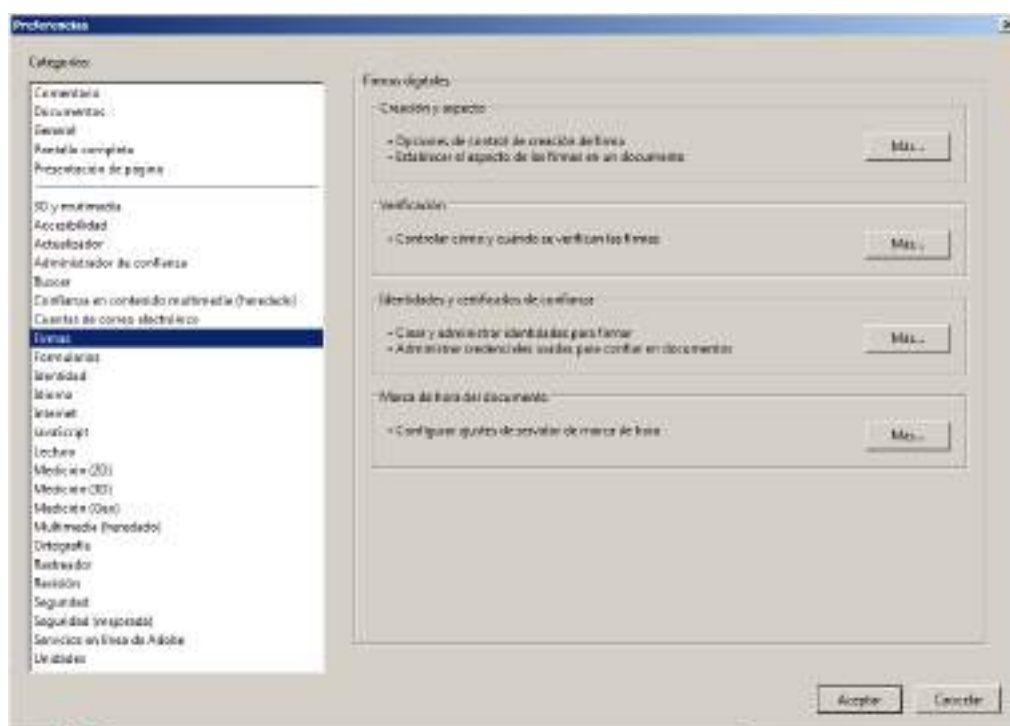 Preferencias
Categorías:
Comentario
Documentos
General
Pantalla completa
Presentación de página
3D y multimedia
Accesibilidad
Actualizador
Administrador de confianza
Buscar
Confianza en contenido multimedia (heredado)
Cuentas de correo electrónico
Firmas
Formularios
Identidad
Idioma
Internet
JavaScript
Lectura
Medición (2D)
Medición (3D)
Medición (Geo)
Multimedia (heredado)
Ortografía
Rastreador
Revisión
Seguridad
Seguridad (mejorada)
Servicios en línea de Adobe
Unidades
Firmas digitales
Creación y aspecto
• Opciones de control de creación de firma
• Establecer el aspecto de las firmas en un documento
Más...
Verificación
• Controlar cómo y cuándo se verifican las firmas
Más...
Identidades y certificados de confianza
• Crear y administrar identidades para firmar
• Administrar credenciales usadas para confiar en documentos
Más...
Marca de hora del documento
• Configurar ajustes de servidor de marca de hora
Más...
Aceptar
Cancelar